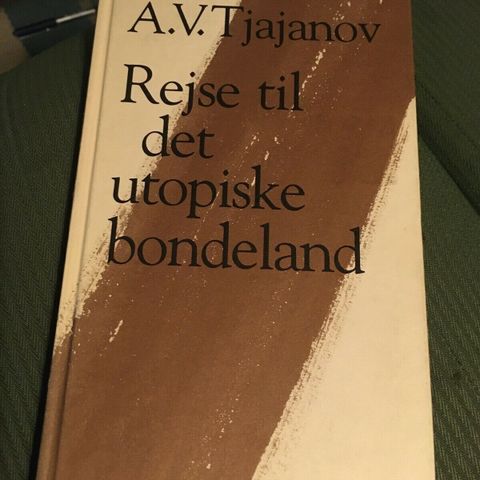 A.V. Tjajanov
Rejse til
det
utopiske
bondeland